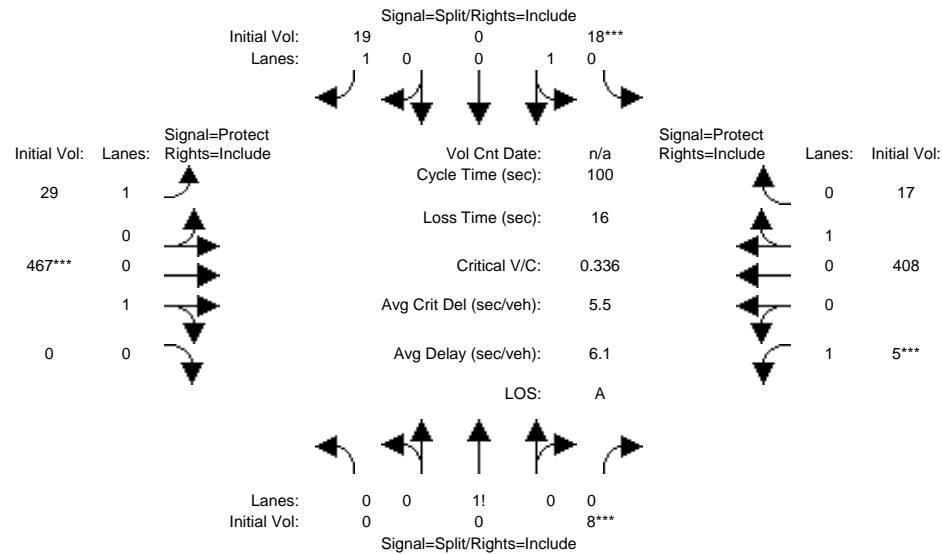 Signal=Split/Rights=Include
Initial Vol: 19 0 18***
Lanes: 1 0 0 1 0
Signal=Protect Signal=Protect
Initial Vol: Lanes: Rights=Include Vol Cnt Date: n/a Rights=Include Lanes: Initial Vol:
Cycle Time (sec): 100
29 1 0 17
Loss Time (sec): 16
0 1
467*** 0 Critical V/C: 0.336 0 408
1 Avg Crit Del (sec/veh): 5.5 0
0 0 Avg Delay (sec/veh): 6.1 1 5***
LOS: A
Lanes: 0 0 1! 0 0
Initial Vol: 0 0 8***
Signal=Split/Rights=Include